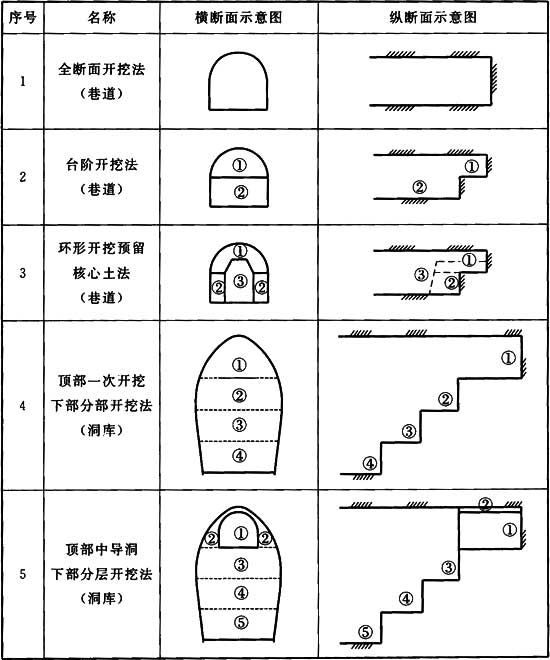 序号 名称 横断面示意图 纵断面示意图
1
全断面开挖法
（巷道）
2
台阶开挖法
（巷道）
①
②
①
②
3
环形开挖预留
核心土法
（巷道）
①
② ③ ②
①
③ ②
4
顶部一次开挖
下部分部开挖法
（洞库）
①
②
③
④
①
②
③
④
5
顶部中导洞
下部分层开挖法
（洞库）
② ① ②
③
④
⑤
②
①
③
④
⑤